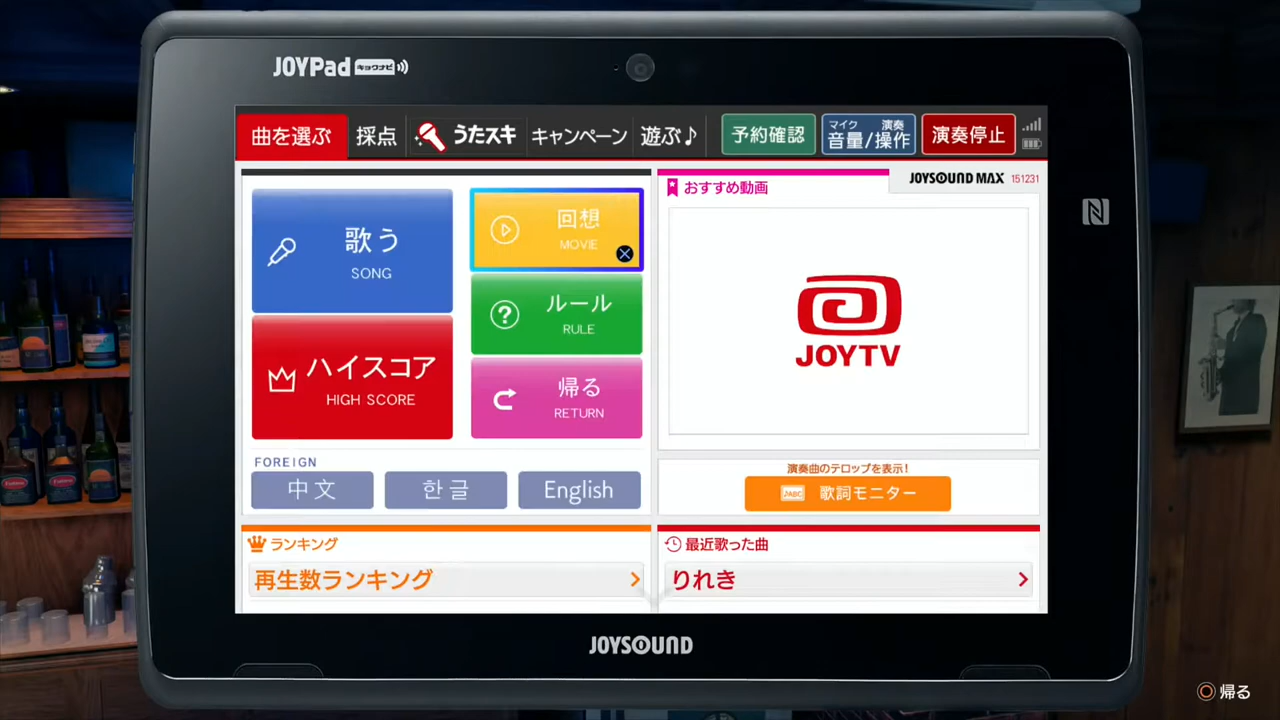 JOYPad キョクナビ
曲を選ぶ 採点 うたスキ キャンペーン 遊ぶ♪ 予約確認 マイク 演奏 音量/操作 演奏停止
歌う
SONG
ハイスコア
HIGH SCORE
回想
MOVIE
ルール
RULE
帰る
RETURN
FOREIGN
中文 한글 English
おすすめ動画
JOYSOUND MAX 151231
JOYTV
演奏曲のテロップを表示!
歌詞モニター
ランキング
再生数ランキング
最近歌った曲
りれき
JOYSOUND
帰る